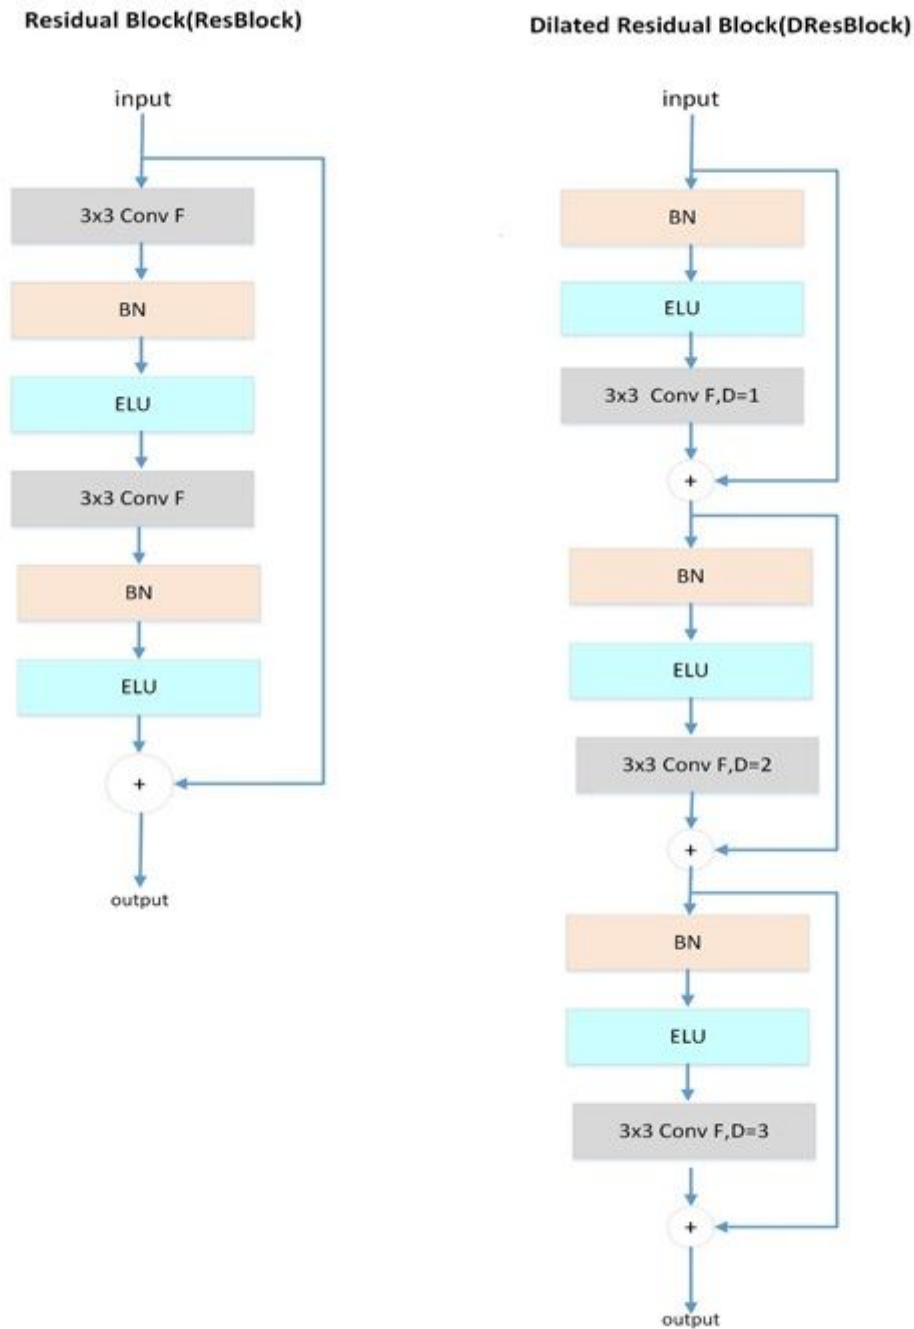 Residual Block(ResBlock)
input
3x3 Conv F
BN
ELU
3x3 Conv F
BN
ELU
+
output
Dilated Residual Block(DResBlock)
input
BN
ELU
3x3  Conv F,D=1
+
BN
ELU
3x3 Conv F,D=2
+
BN
ELU
3x3 Conv F,D=3
+
output